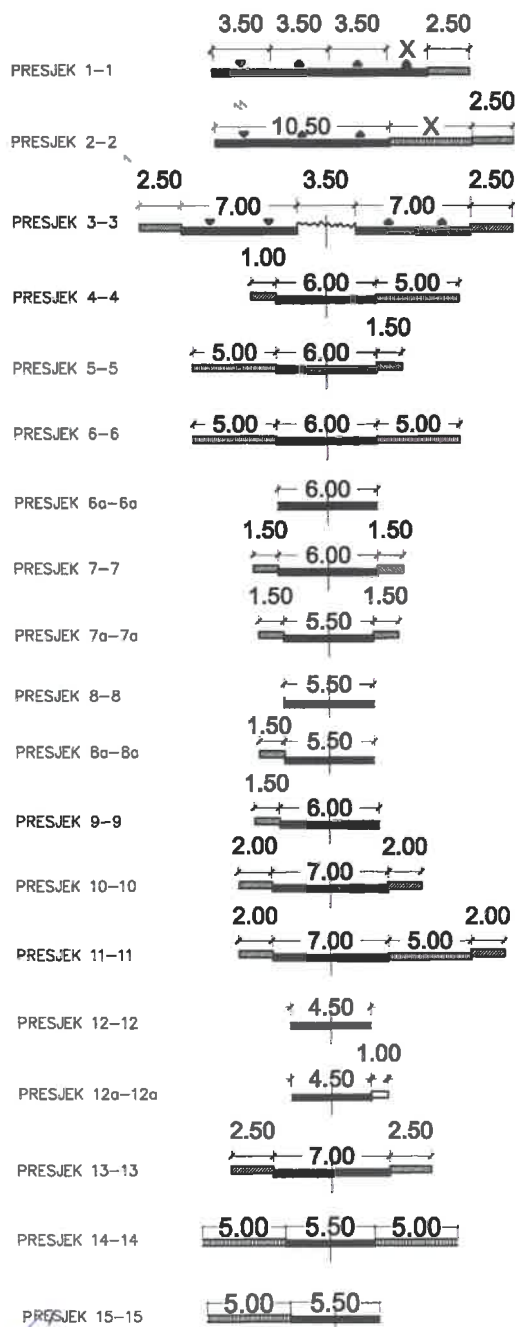 3.50 3.50 3.50 2.50
X
PRESJEK 1-1
2.50
10.50 X
PRESJEK 2-2
2.50 3.50 2.50
7.00 7.00
PRESJEK 3-3
1.00
6.00 5.00
PRESJEK 4-4
1.50
5.00 6.00
PRESJEK 5-5
5.00 6.00 5.00
PRESJEK 6-6
6.00
PRESJEK 6a-6a
1.50 1.50
6.00
PRESJEK 7-7
1.50 1.50
5.50
PRESJEK 7a-7a
5.50
PRESJEK 8-8
1.50 5.50
PRESJEK 8a-8a
1.50
6.00
PRESJEK 9-9
2.00 2.00
7.00
PRESJEK 10-10
2.00 2.00
7.00 5.00
PRESJEK 11-11
4.50
PRESJEK 12-12
1.00
4.50
PRESJEK 12a-12a
2.50 2.50
7.00
PRESJEK 13-13
5.00 5.50 5.00
PRESJEK 14-14
5.00 5.50
PRESJEK 15-15